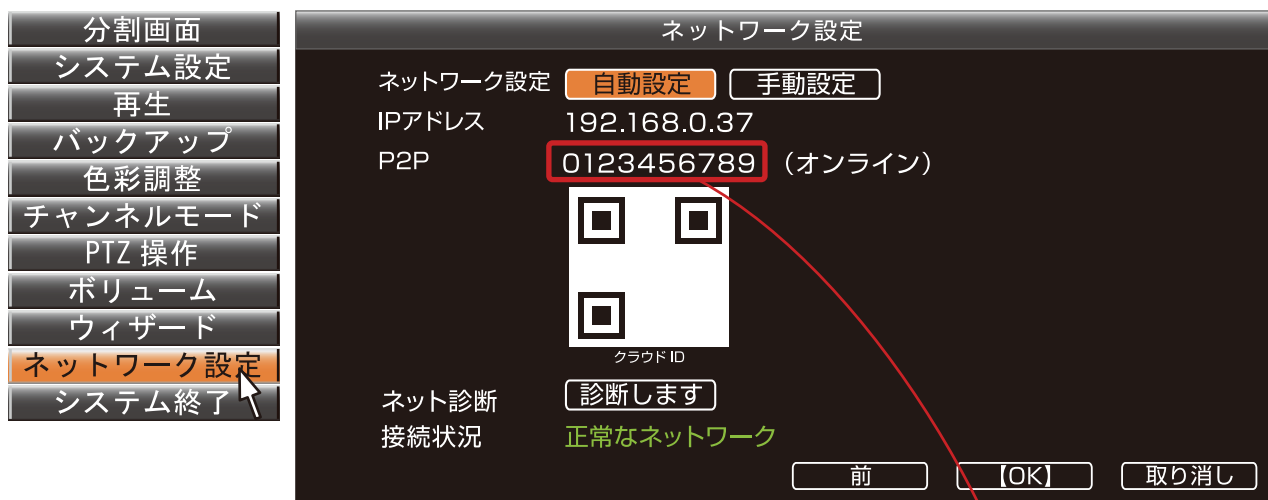 分割画面
システム設定
再生
バックアップ
色彩調整
チャンネルモード
PTZ 操作
ボリューム
ウィザード
ネットワーク設定
システム終了
ネットワーク設定
ネットワーク設定 自動設定 手動設定
IPアドレス 192.168.0.37
P2P 0123456789 (オンライン)
クラウド ID
ネット診断 診断します
接続状況 正常なネットワーク
前 【OK】 取り消し